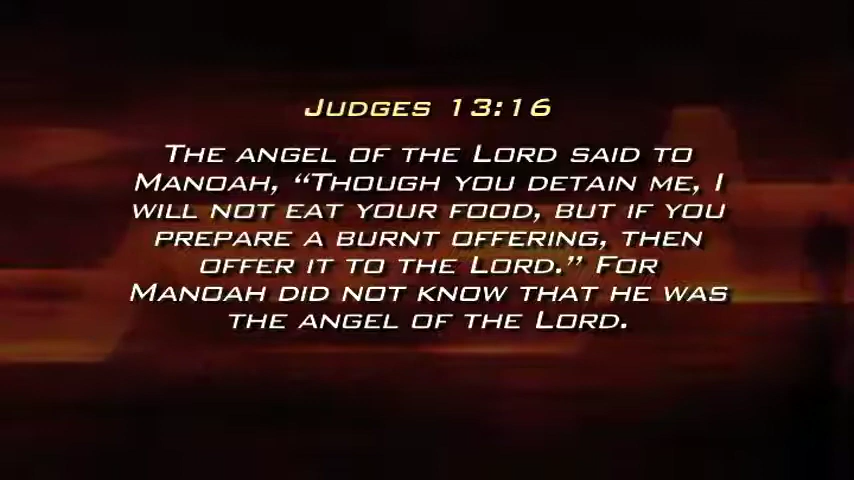 Judges 13:16
The angel of the Lord said to
Manoah, “Though you detain me, I
will not eat your food, but if you
prepare a burnt offering, then
offer it to the Lord.” For
Manoah did not know that he was
the angel of the Lord.